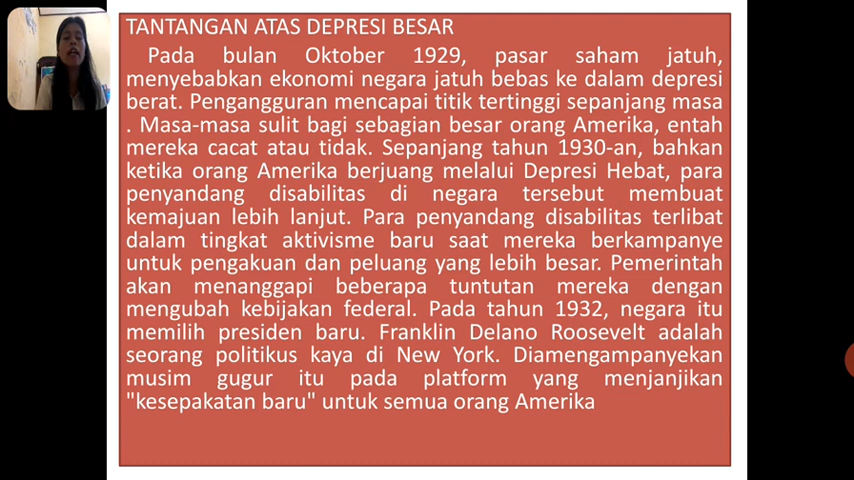 TANTANGAN ATAS DEPRESI BESAR
Pada bulan Oktober 1929, pasar saham jatuh,
menyebabkan ekonomi negara jatuh bebas ke dalam depresi
berat. Pengangguran mencapai titik tertinggi sepanjang masa
. Masa-masa sulit bagi sebagian besar orang Amerika, entah
mereka cacat atau tidak. Sepanjang tahun 1930-an, bahkan
ketika orang Amerika berjuang melalui Depresi Hebat, para
penyandang disabilitas di negara tersebut membuat
kemajuan lebih lanjut. Para penyandang disabilitas terlibat
dalam tingkat aktivisme baru saat mereka berkampanye
untuk pengakuan dan peluang yang lebih besar. Pemerintah
akan menanggapi beberapa tuntutan mereka dengan
mengubah kebijakan federal. Pada tahun 1932, negara itu
memilih presiden baru. Franklin Delano Roosevelt adalah
seorang politikus kaya di New York. Diamengampanyekan
musim gugur itu pada platform yang menjanjikan
"kesepakatan baru" untuk semua orang Amerika